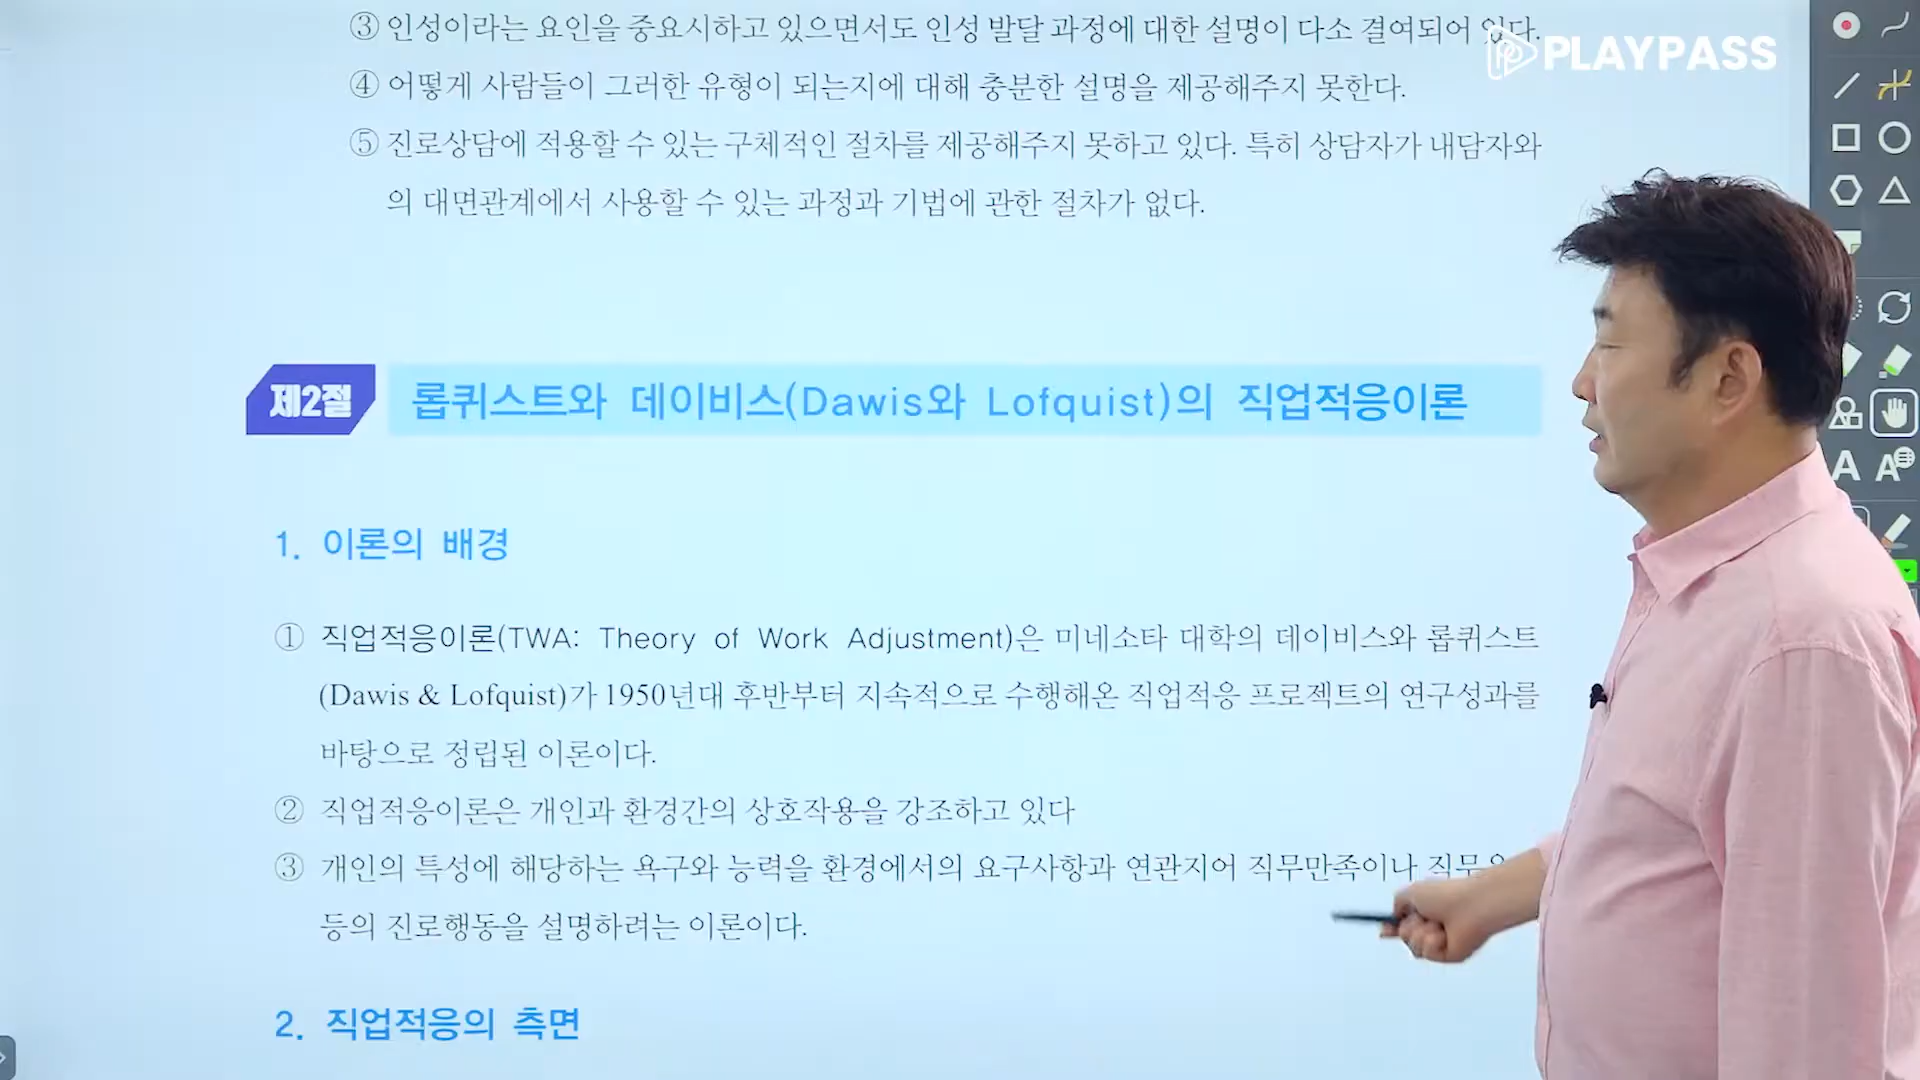 ③ 인성이라는 요인을 중요시하고 있으면서도 인성 발달 과정에 대한 설명이 다소 결여되어 있다.
PLAYPASS
④ 어떻게 사람들이 그러한 유형이 되는지에 대해 충분한 설명을 제공해주지 못한다.
⑤ 진로상담에 적용할 수 있는 구체적인 절차를 제공해주지 못하고 있다. 특히 상담자가 내담자와
의 대면관계에서 사용할 수 있는 과정과 기법에 관한 절차가 없다.
제2절 롭퀴스트와 데이비스(Dawis와 Lofquist)의 직업적응이론
1. 이론의 배경
① 직업적응이론(TWA: Theory of Work Adjustment)은 미네소타 대학의 데이비스와 롭퀴스트
(Dawis & Lofquist)가 1950년대 후반부터 지속적으로 수행해온 직업적응 프로젝트의 연구성과를
바탕으로 정립된 이론이다.
② 직업적응이론은 개인과 환경간의 상호작용을 강조하고 있다
③ 개인의 특성에 해당하는 욕구와 능력을 환경에서의 요구사항과 연관지어 직무만족이나
등의 진로행동을 설명하려는 이론이다.
2. 직업적응의 측면